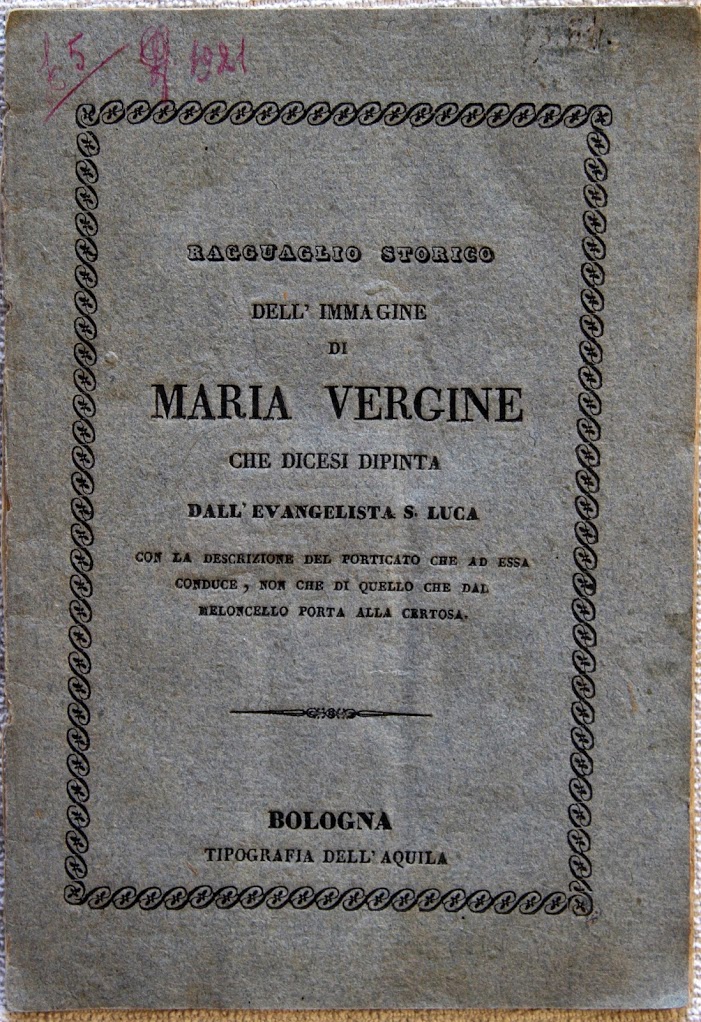 1921
RAGGUAGLIO STORICO
DELL' IMMAGINE
DI
MARIA VERGINE
CHE DICESI DIPINTA
DALL' EVANGELISTA S. LUCA
CON LA DESCRIZIONE DEL PORTICATO CHE AD ESSA
CONDUCE, NON CHE DI QUELLO CHE DAL
MELONCELLO PORTA ALLA CERTOSA.
BOLOGNA
TIPOGRAFIA DELL' AQUILA